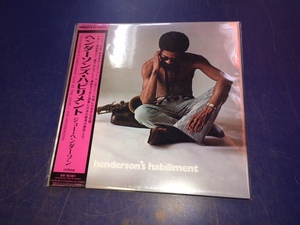 ヘンダーソンズ・ハビリメント
ジョー・ヘンダーソン
henderson's habiliment